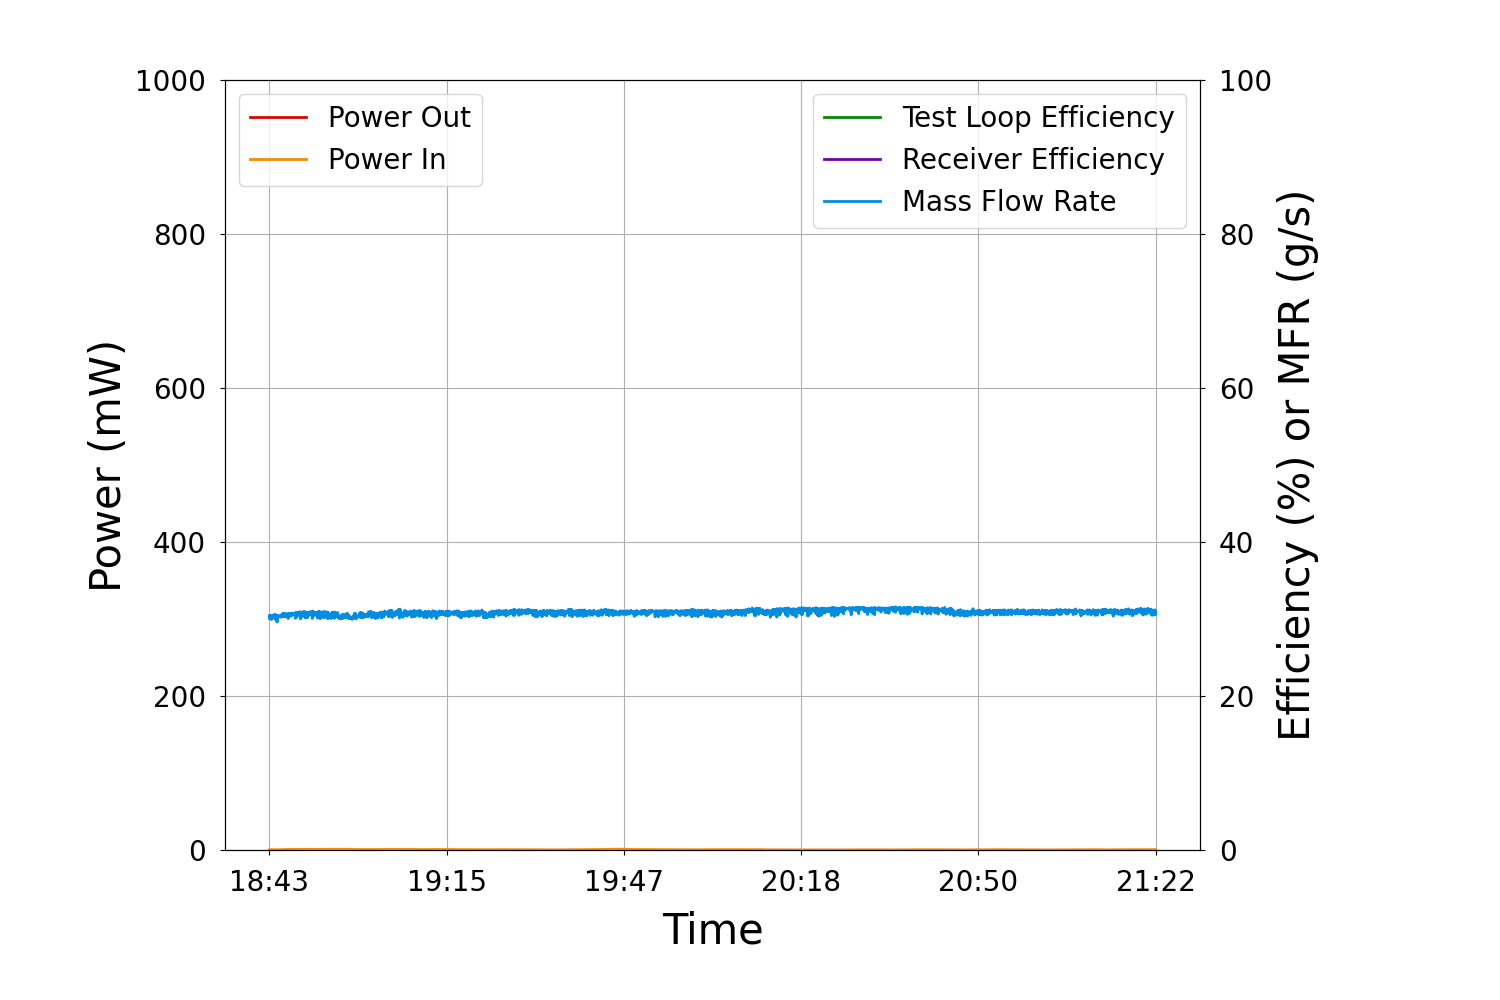 1000
800
600
400
200
0
Power (mW)
Power Out
Power In
Test Loop Efficiency
Receiver Efficiency
Mass Flow Rate
100
80
60
40
20
0
Efficiency (%) or MFR (g/s)
18:43 19:15 19:47 20:18 20:50 21:22
Time